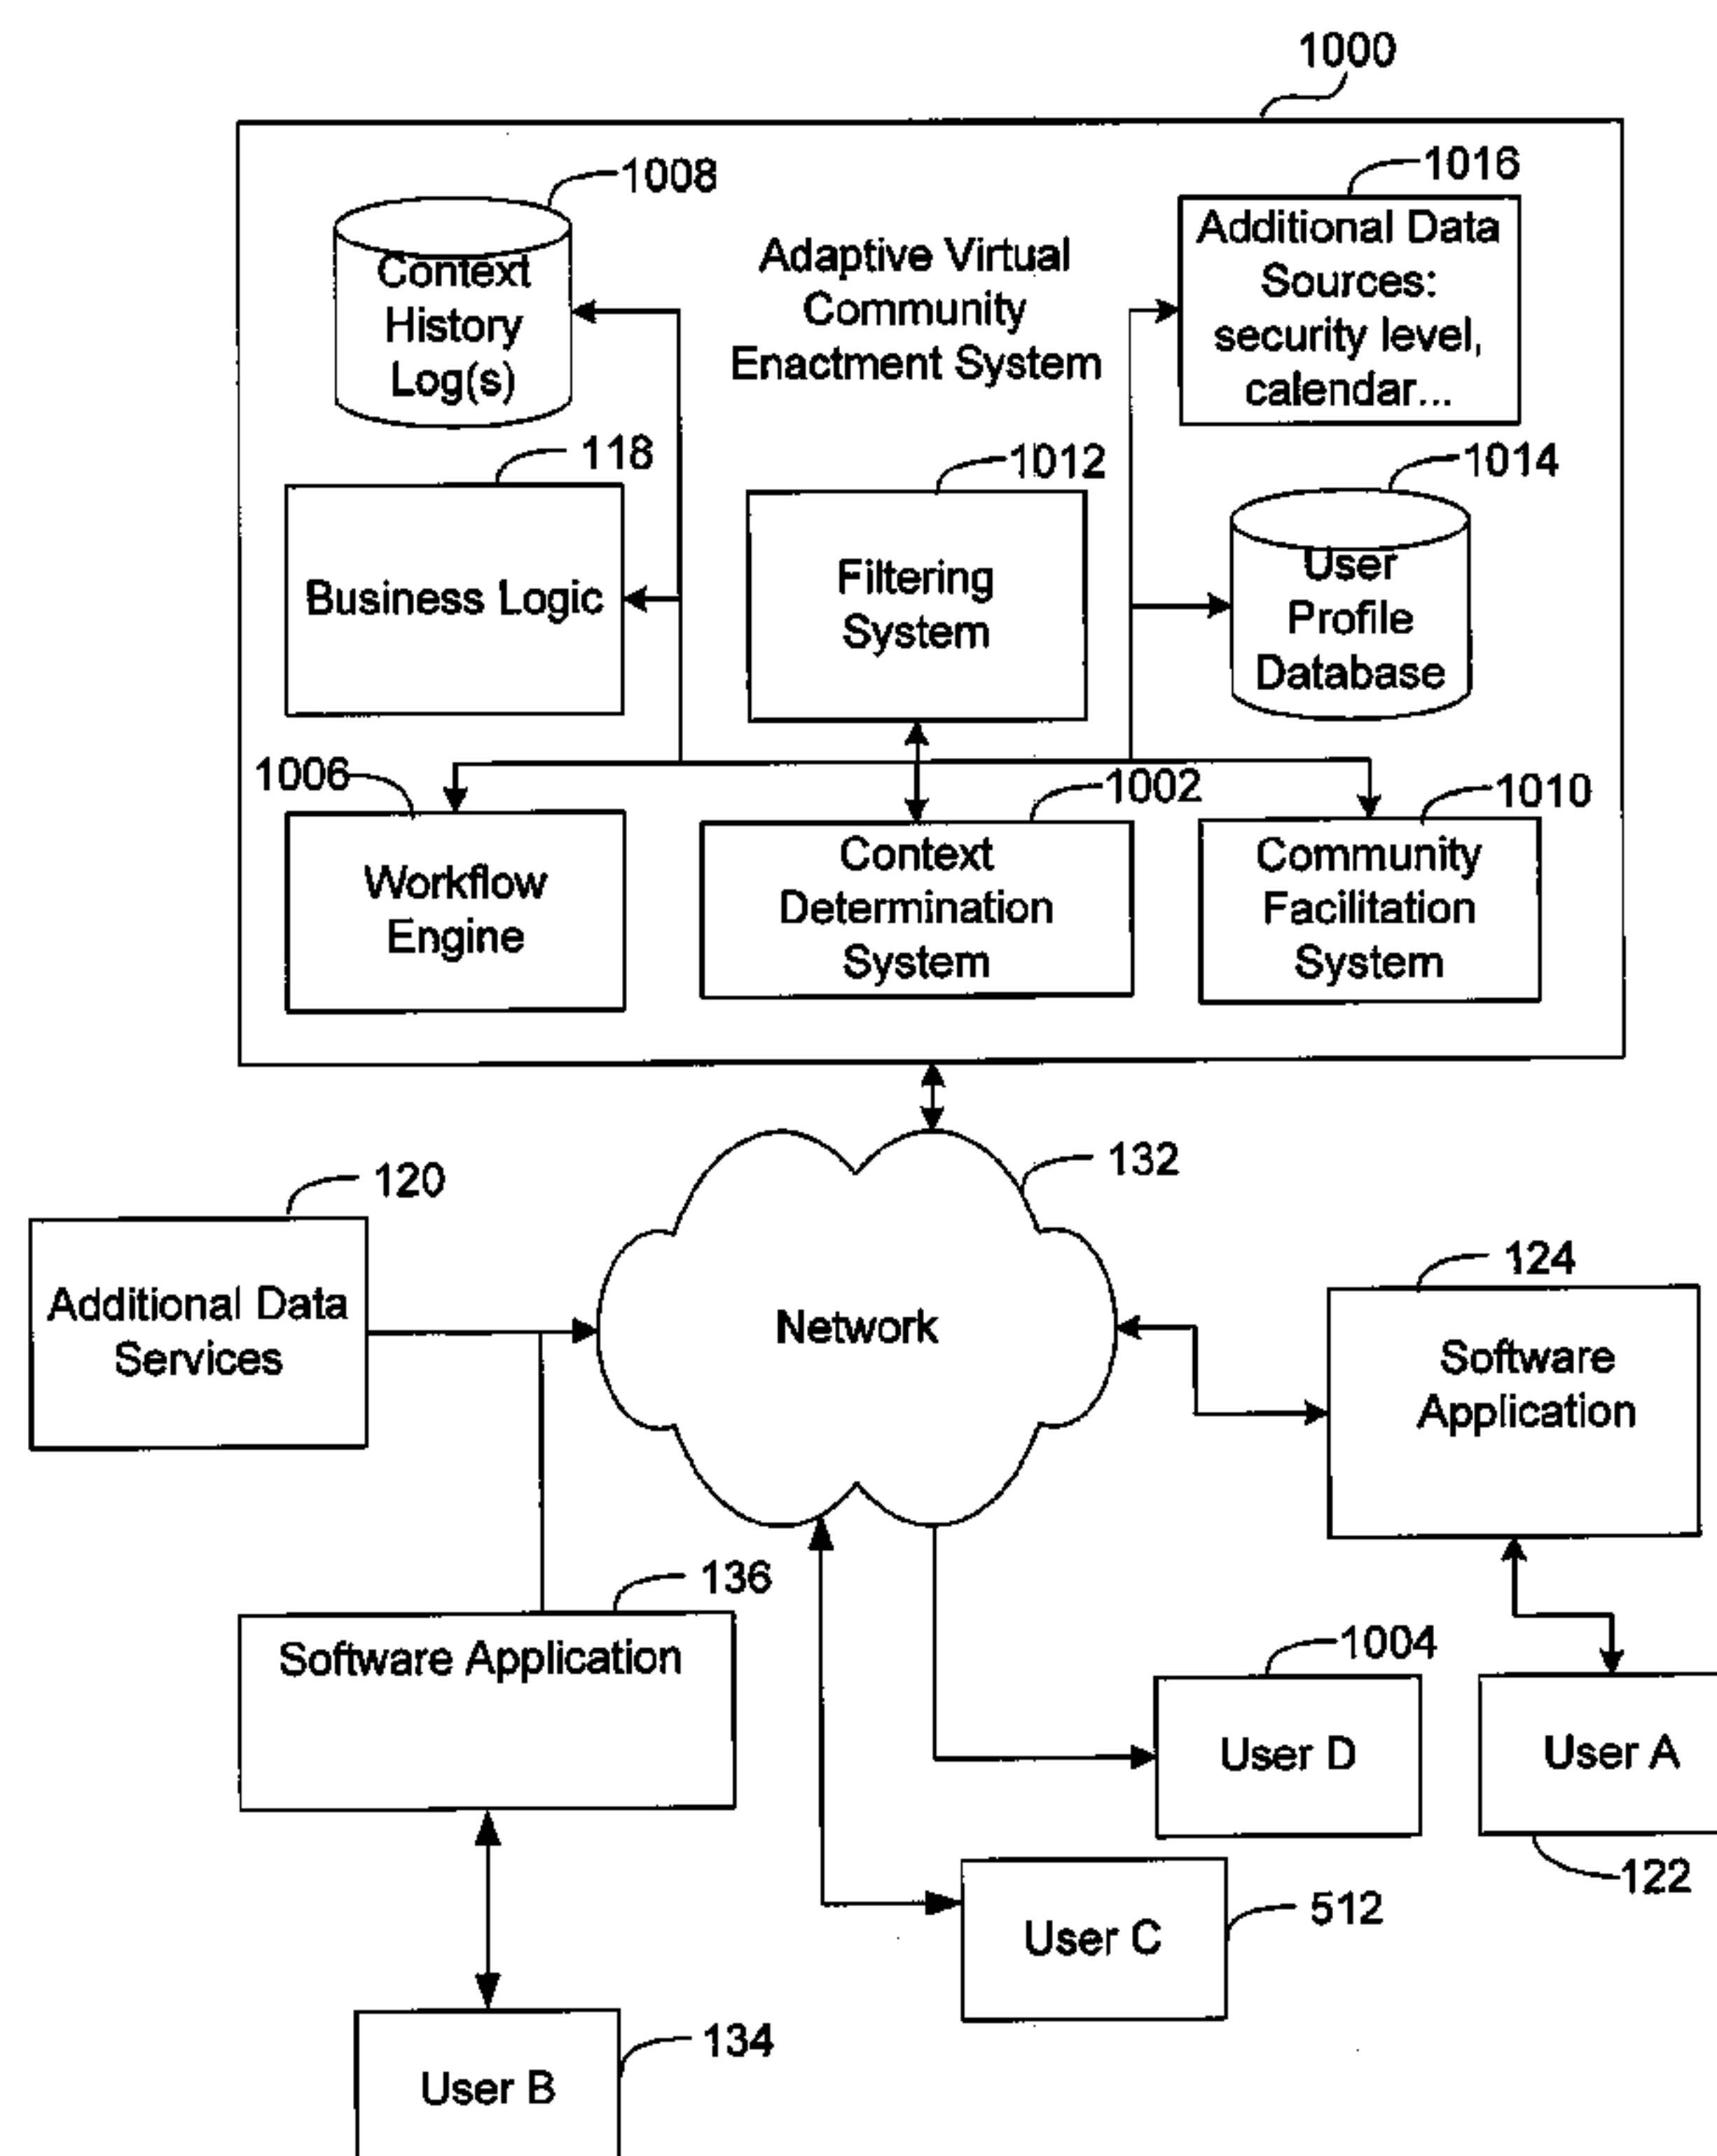 1000
1008
1016
Context
History
Log(s)
Adaptive Virtual
Community
Enactment System
Additional Data
Sources:
security level,
calendar...
118
1012
1014
Business Logic
Filtering
System
User
Profile
Database
1006
1002
1010
Workflow
Engine
Context
Determination
System
Community
Facilitation
System
132
120
124
Additional Data
Services
Network
Software
Application
136
Software Application
1004
User D
User A
122
512
User C
134
User B